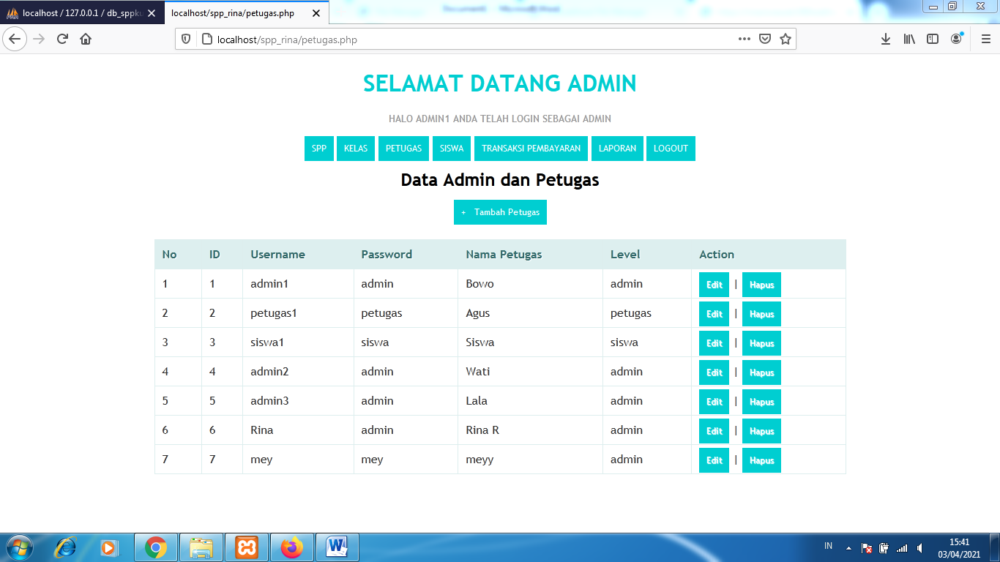 localhost / 127.0.0.1 / db_sppku
localhost/spp_rina/petugas.php
Document1 - Microsoft Word
localhost/spp_rina/petugas.php
SELAMAT DATANG ADMIN
HALO ADMIN1 ANDA TELAH LOGIN SEBAGAI ADMIN
SPP KELAS PETUGAS SISWA TRANSAKSI PEMBAYARAN LAPORAN LOGOUT
Data Admin dan Petugas
+ Tambah Petugas
No ID Username Password Nama Petugas Level Action
1 1 admin1 admin Bowo admin Edit | Hapus
2 2 petugas1 petugas Agus petugas Edit | Hapus
3 3 siswa1 siswa Siswa siswa Edit | Hapus
4 4 admin2 admin Wati admin Edit | Hapus
5 5 admin3 admin Lala admin Edit | Hapus
6 6 Rina admin Rina R admin Edit | Hapus
7 7 mey mey meyy admin Edit | Hapus
IN
15:41
03/04/2021